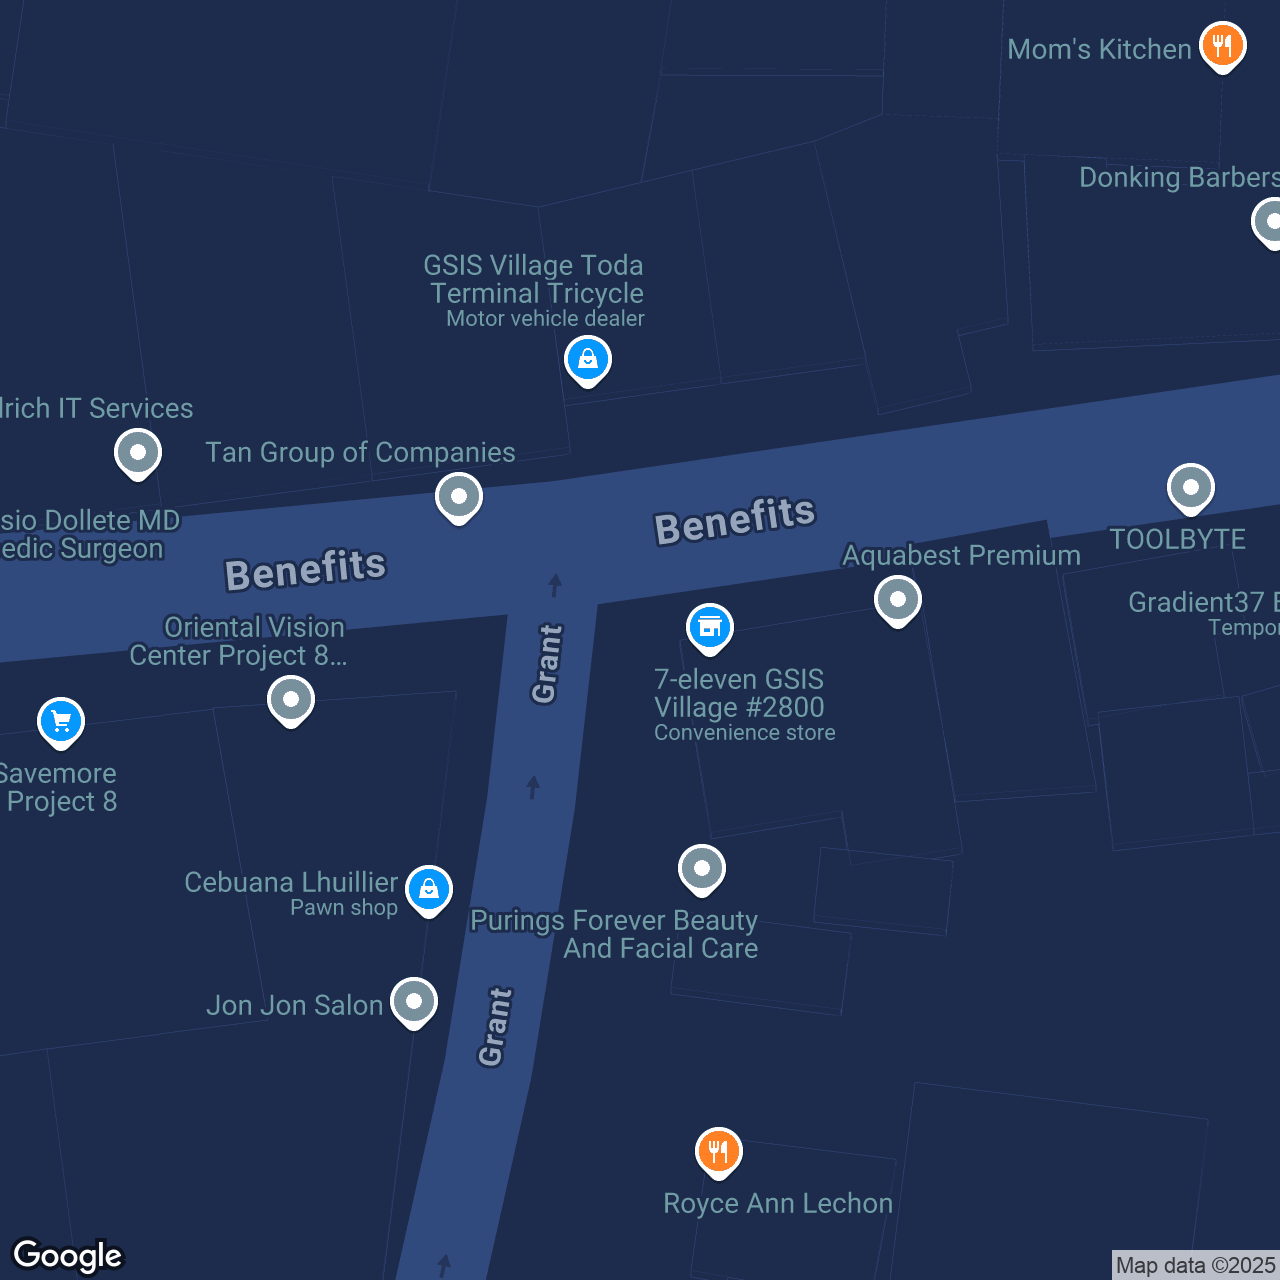 Mom's Kitchen
Donking Barbers
GSIS Village Toda
Terminal Tricycle
Motor vehicle dealer
lrich IT Services
Tan Group of Companies
Benefits
sio Dollete MD
edic Surgeon
TOOLBYTE
Aquabest Premium
Benefits
Gradient37 E
Tempor
Oriental Vision
Center Project 8...
Grant
7-eleven GSIS
Village #2800
Convenience store
Savemore
Project 8
Cebuana Lhuillier
Pawn shop
Purings Forever Beauty
And Facial Care
Jon Jon Salon
Grant
Royce Ann Lechon
Google
Map data ©2025